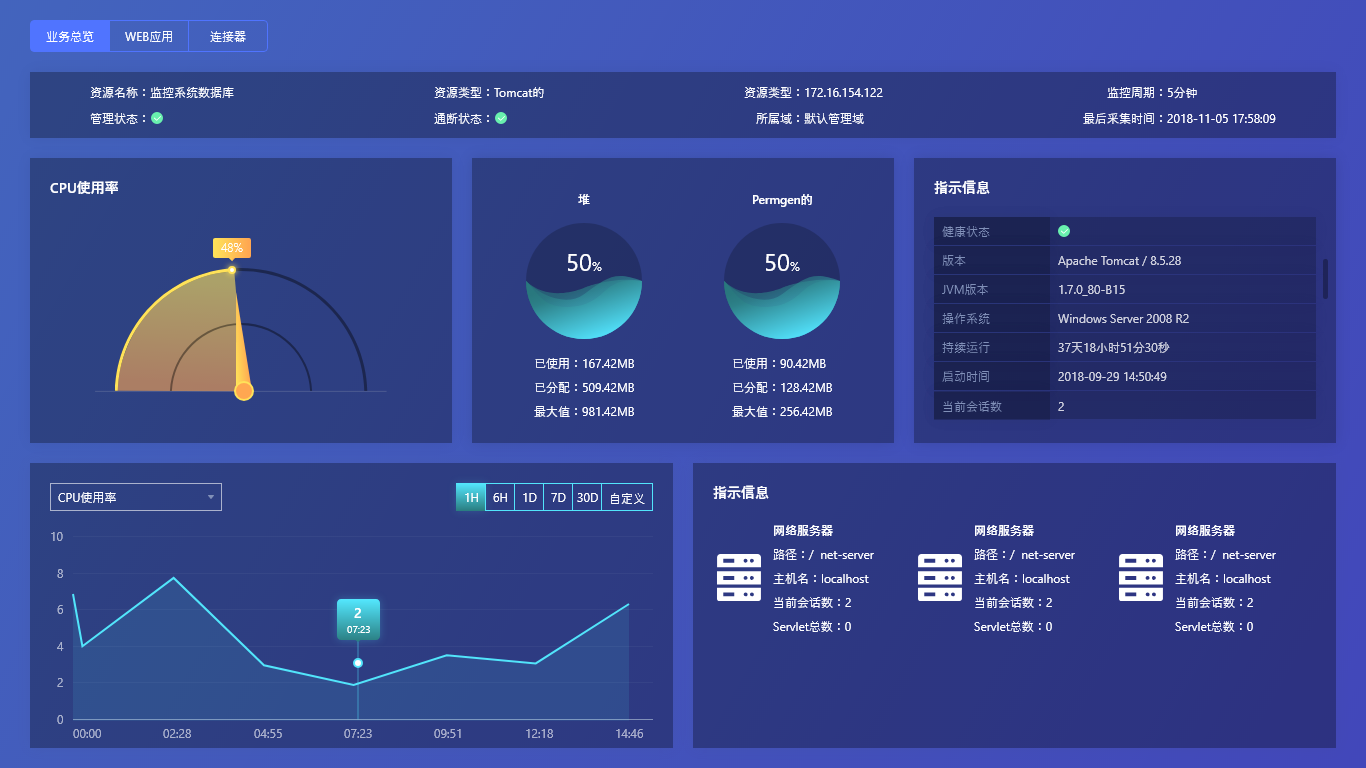 业务总览 WEB应用 连接器
资源名称：监控系统数据库 资源类型：Tomcat的 资源类型：172.16.154.122 监控周期：5分钟
管理状态： 通断状态： 所属域：默认管理域 最后采集时间：2018-11-05 17:58:09
CPU使用率
48%
堆 Permgen的
50% 50%
已使用：167.42MB 已使用：90.42MB
已分配：509.42MB 已分配：128.42MB
最大值：981.42MB 最大值：256.42MB
指示信息
健康状态
版本 Apache Tomcat / 8.5.28
JVM版本 1.7.0_80-B15
操作系统 Windows Server 2008 R2
持续运行 37天18小时51分30秒
启动时间 2018-09-29 14:50:49
当前会话数 2
CPU使用率 1H 6H 1D 7D 30D 自定义
10
8
6
4
2
0
2
07:23
00:00 02:28 04:55 07:23 09:51 12:18 14:46
指示信息
网络服务器 网络服务器 网络服务器
路径：/ net-server 路径：/ net-server 路径：/ net-server
主机名：localhost 主机名：localhost 主机名：localhost
当前会话数：2 当前会话数：2 当前会话数：2
Servlet总数：0 Servlet总数：0 Servlet总数：0